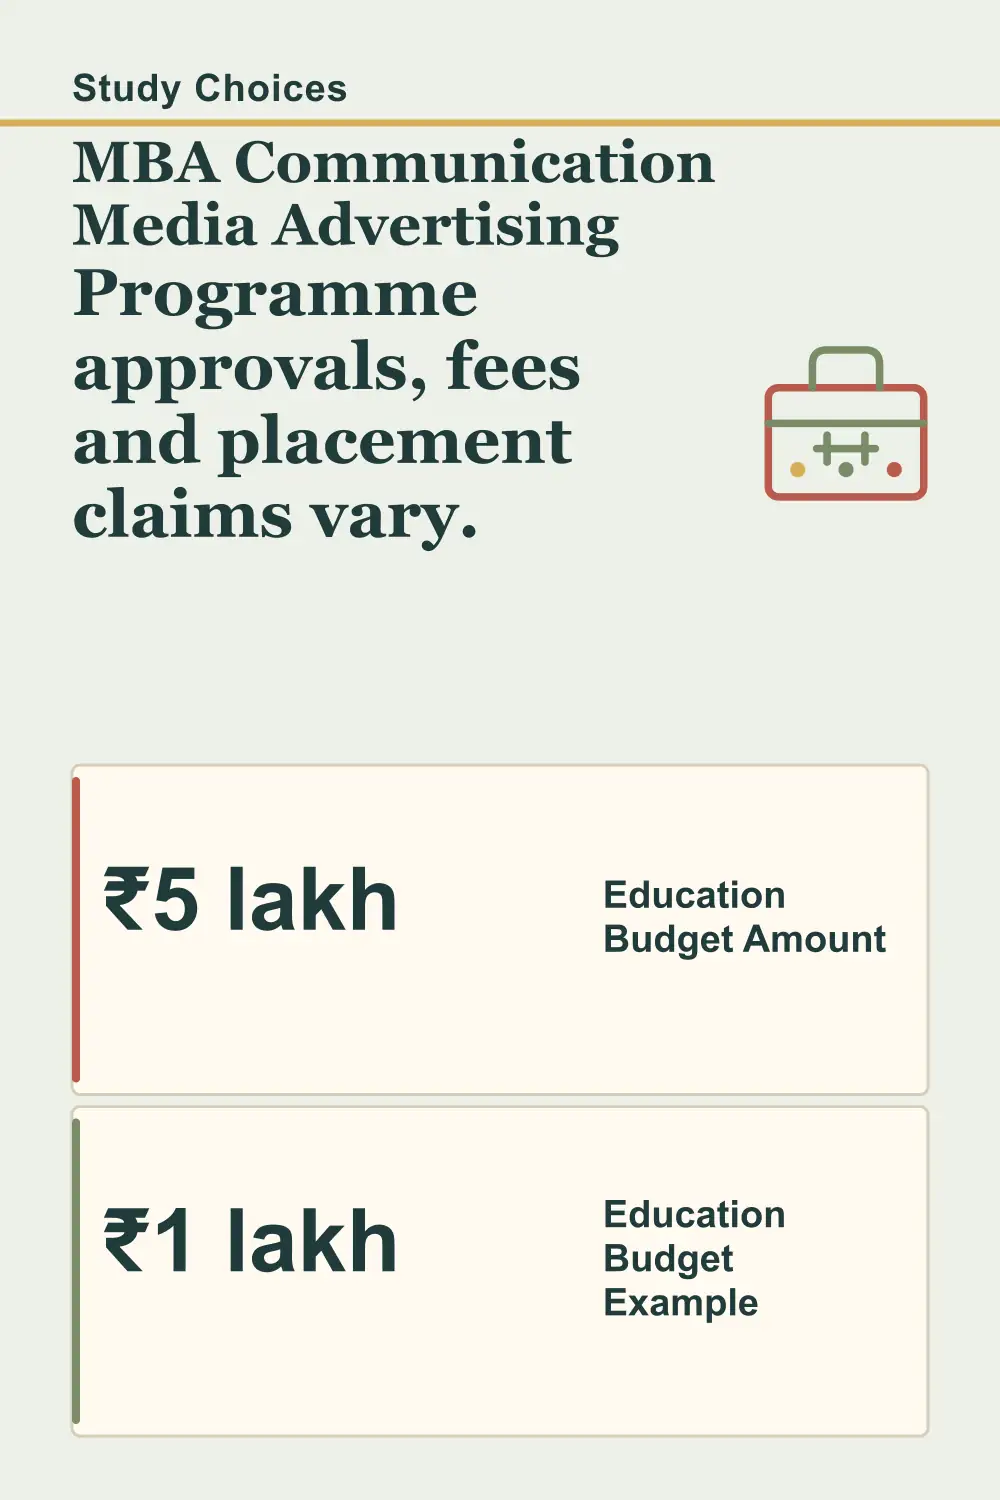 Study Choices
MBA Communication
Media Advertising
Programme
approvals, fees
and placement
claims vary.
₹5 lakh
Education
Budget Amount
₹1 lakh
Education
Budget
Example